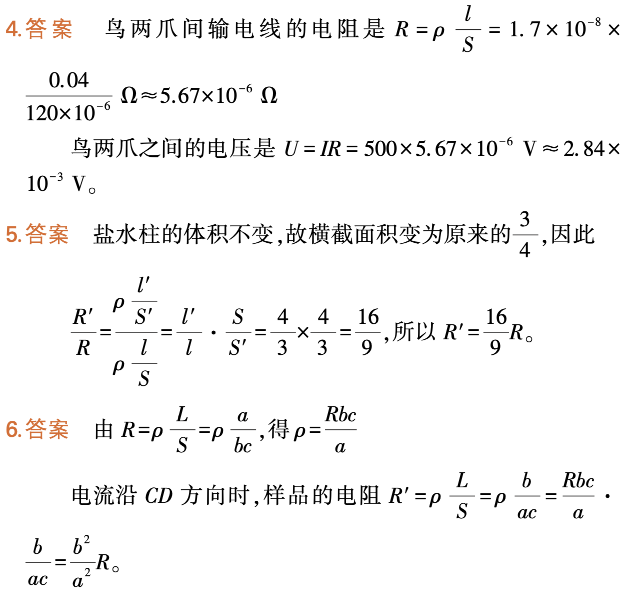 4.答案 鸟两爪间输电线的电阻是 $R=\rho\frac{l}{S}=1.7\times10^{-8}\times$
$\frac{0.04}{120\times10^{-6}}\ \Omega\approx5.67\times10^{-6}\ \Omega$
鸟两爪之间的电压是 $U=IR=500\times5.67\times10^{-6}\ \mathrm{V}\approx2.84\times$
$10^{-3}\ \mathrm{V}$。
5.答案 盐水柱的体积不变,故横截面积变为原来的$\frac{3}{4}$,因此
$\frac{R'}{R}=\frac{\rho\frac{l'}{S'}}{\rho\frac{l}{S}}=\frac{l'}{l}\cdot\frac{S}{S'}=\frac{4}{3}\times\frac{4}{3}=\frac{16}{9}$,所以 $R'=\frac{16}{9}R$。
6.答案 由 $R=\rho\frac{L}{S}=\rho\frac{a}{bc}$,得 $\rho=\frac{Rbc}{a}$
电流沿 $CD$ 方向时,样品的电阻 $R'=\rho\frac{L}{S}=\rho\frac{b}{ac}=\frac{Rbc}{a}\cdot$
$\frac{b}{ac}=\frac{b^2}{a^2}R$。